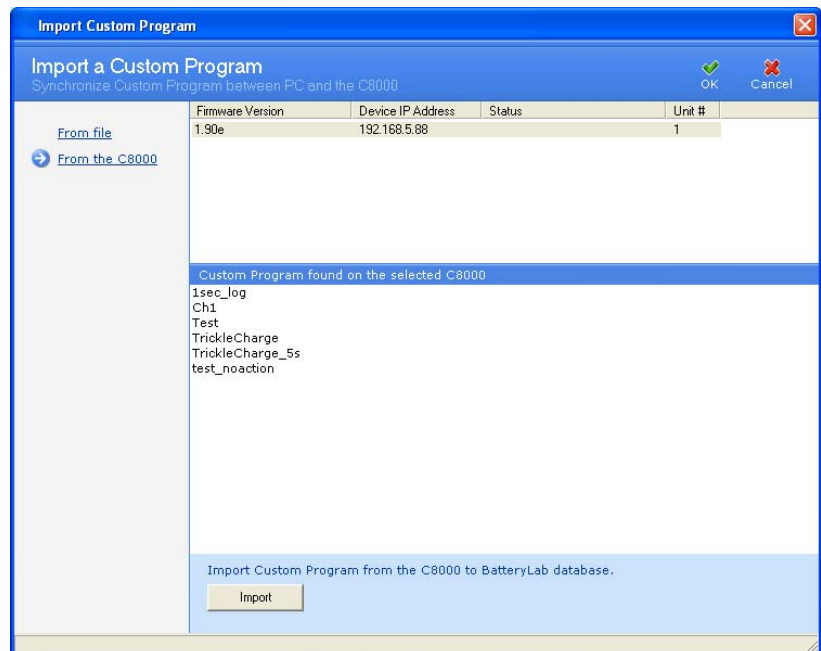 Import Custom Program
Import a Custom Program
Synchronize Custom Program between PC and the C8000
OK Cancel
From file
From the C8000
Firmware Version Device IP Address Status Unit #
1.90e 192.168.5.88 1
Custom Program found on the selected C8000
1sec_log
Ch1
Test
TrickleCharge
TrickleCharge_5s
test_noaction
Import Custom Program from the C8000 to BatteryLab database.
Import